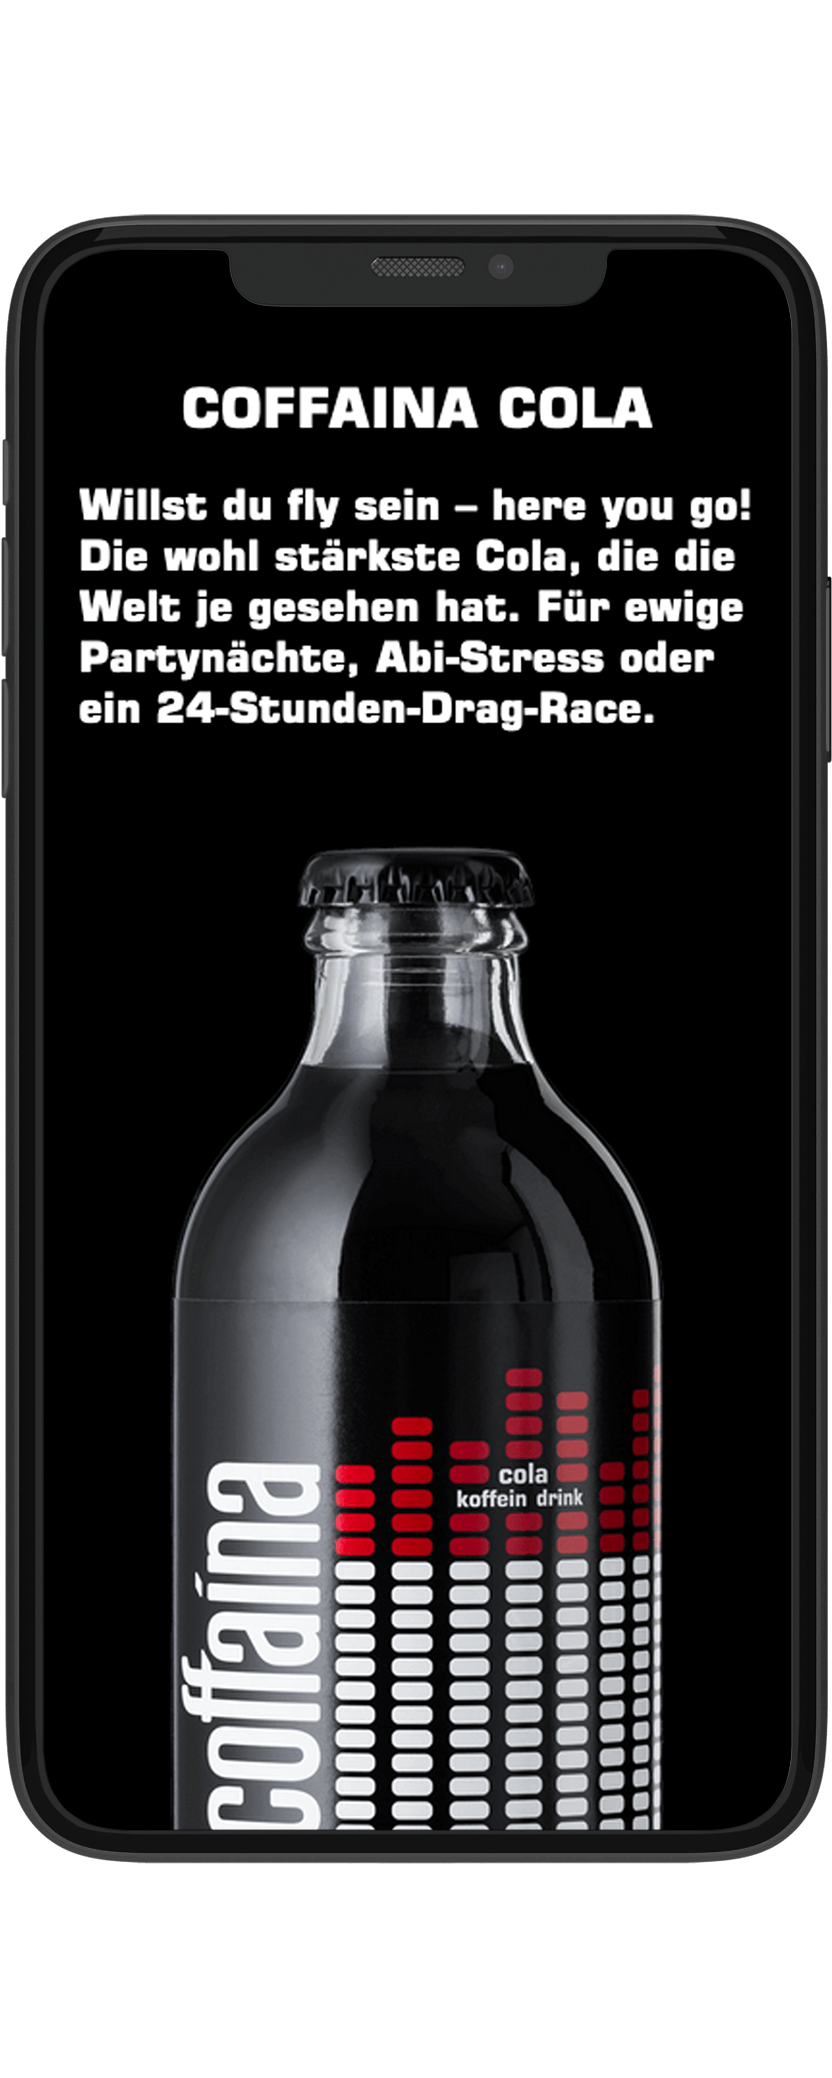 COFFAINA COLA
Willst du fly sein – here you go!
Die wohl stärkste Cola, die die
Welt je gesehen hat. Für ewige
Partynächte, Abi-Stress oder
ein 24-Stunden-Drag-Race.
cola
koffein drink
coffaína